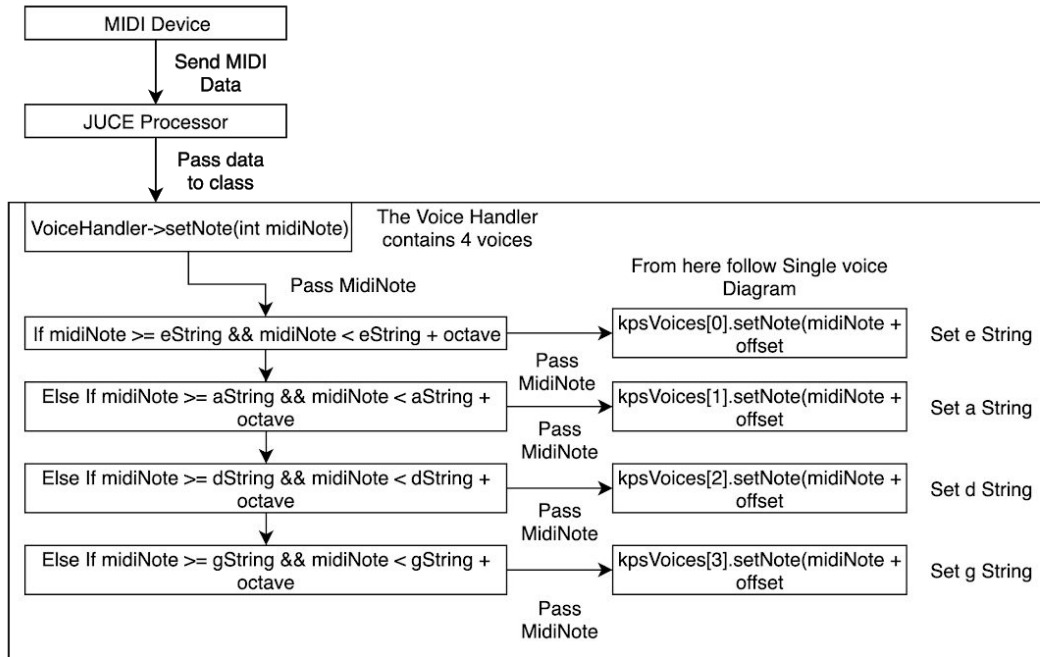 MIDI Device
Send MIDI
Data
JUCE Processor
Pass data
to class
VoiceHandler->setNote(int midiNote)
The Voice Handler
contains 4 voices
Pass MidiNote
From here follow Single voice
Diagram
If midiNote >= eString && midiNote < eString + octave
kpsVoices[0].setNote(midiNote +
offset
Set e String
Pass
MidiNote
Else If midiNote >= aString && midiNote < aString +
octave
kpsVoices[1].setNote(midiNote +
offset
Set a String
Pass
MidiNote
Else If midiNote >= dString && midiNote < dString +
octave
kpsVoices[2].setNote(midiNote +
offset
Set d String
Pass
MidiNote
Else If midiNote >= gString && midiNote < gString +
octave
kpsVoices[3].setNote(midiNote +
offset
Set g String
Pass
MidiNote